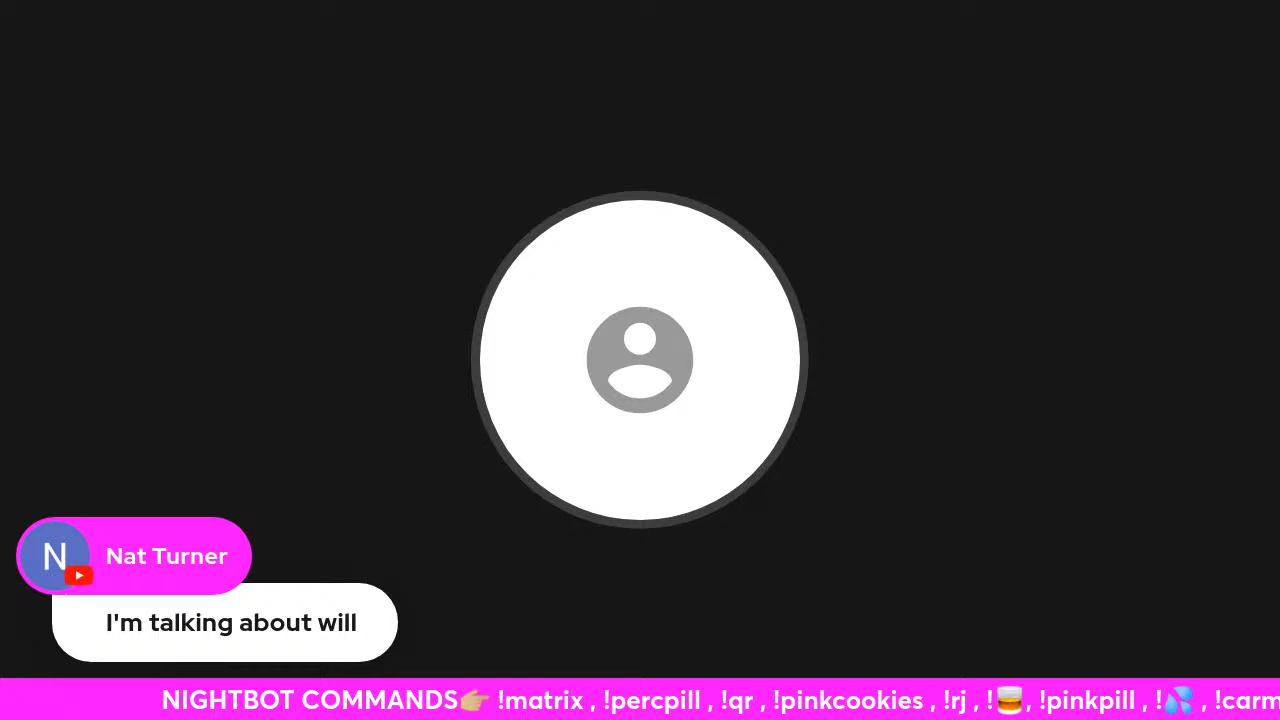 N
Nat Turner
I'm talking about will
NIGHTBOT COMMANDS👉🏼 !matrix , !percpill , !qr , !pinkcookies , !rj , !🥃, !pinkpill , !💦 , !carm